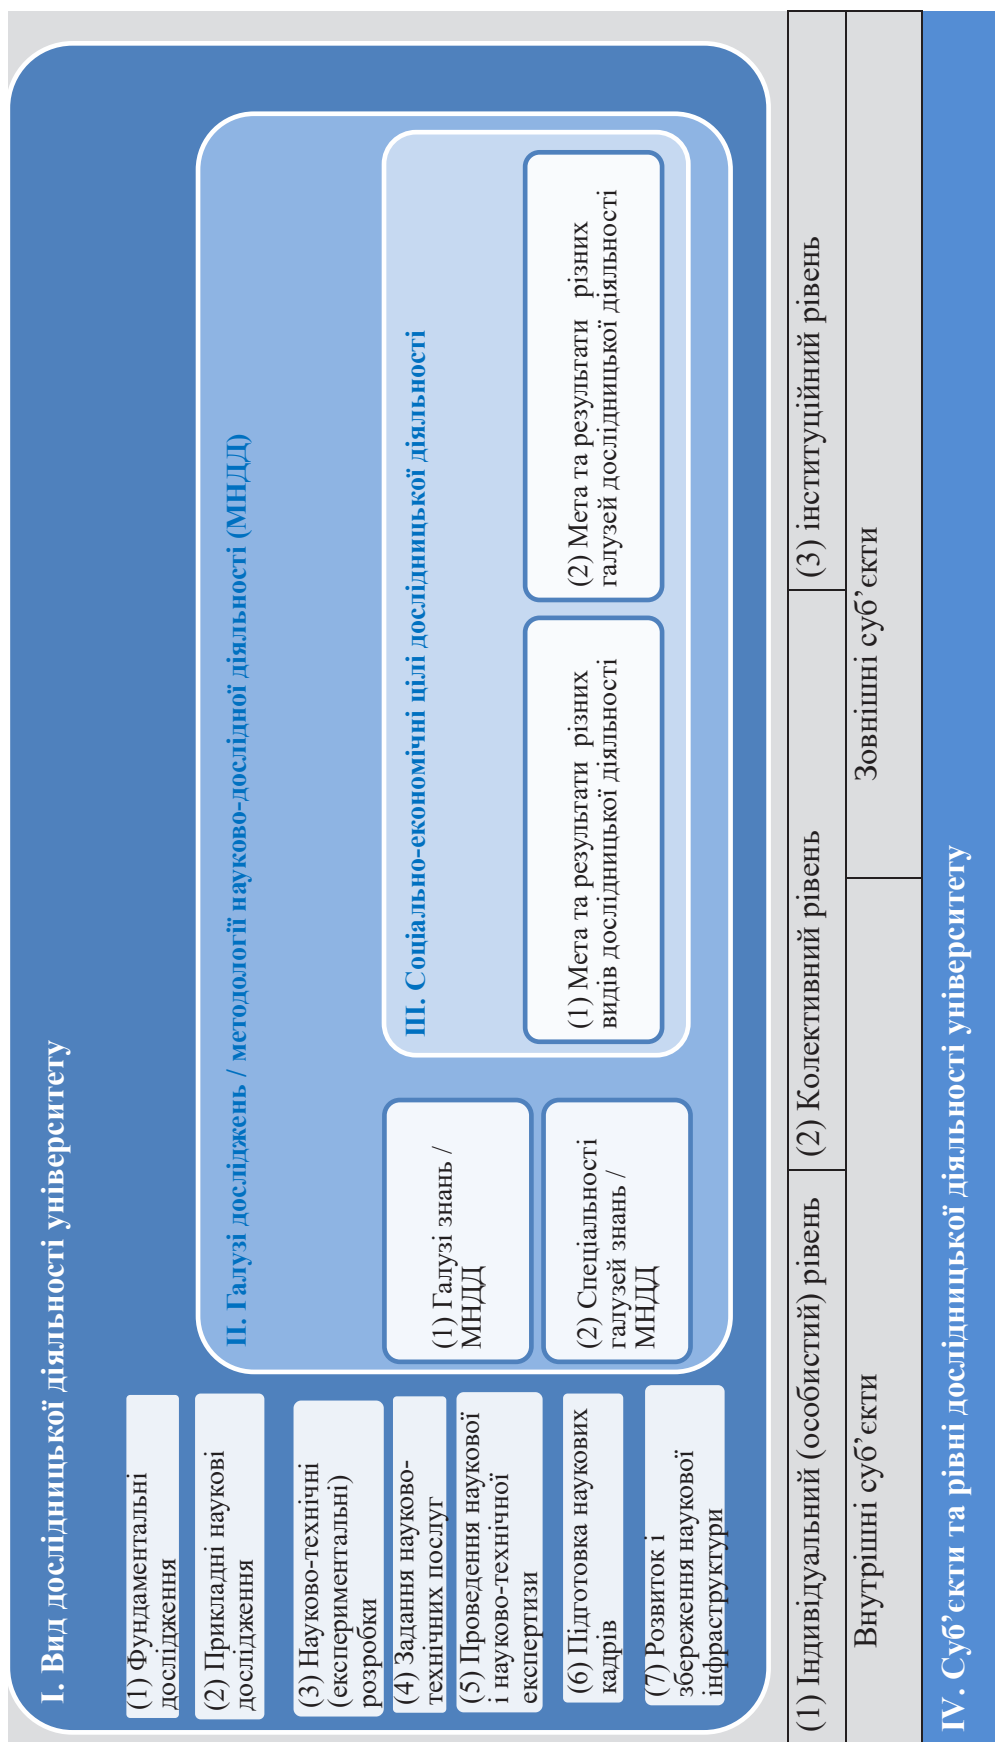 I. Вид дослідницької діяльності університету
(1) Фундаментальні
дослідження
(2) Прикладні наукові
дослідження
(3) Науково-технічні
(експериментальні)
розробки
(4) Задання науково-
технічних послуг
(5) Проведення наукової
і науково-технічної
експертизи
(6) Підготовка наукових
кадрів
(7) Розвиток і
збереження наукової
інфраструктури
II. Галузі досліджень / методології науково-дослідної діяльності (МНДД)
(1) Галузі знань /
МНДД
(2) Спеціальності
галузей знань /
МНДД
III. Соціально-економічні цілі дослідницької діяльності
(1) Мета та результати різних
видів дослідницької діяльності
(2) Мета та результати різних
галузей дослідницької діяльності
(1) Індивідуальний (особистий) рівень
(2) Колективний рівень
(3) інституційний рівень
Внутрішні суб’єкти
Зовнішні суб’єкти
IV. Суб’єкти та рівні дослідницької діяльності університету